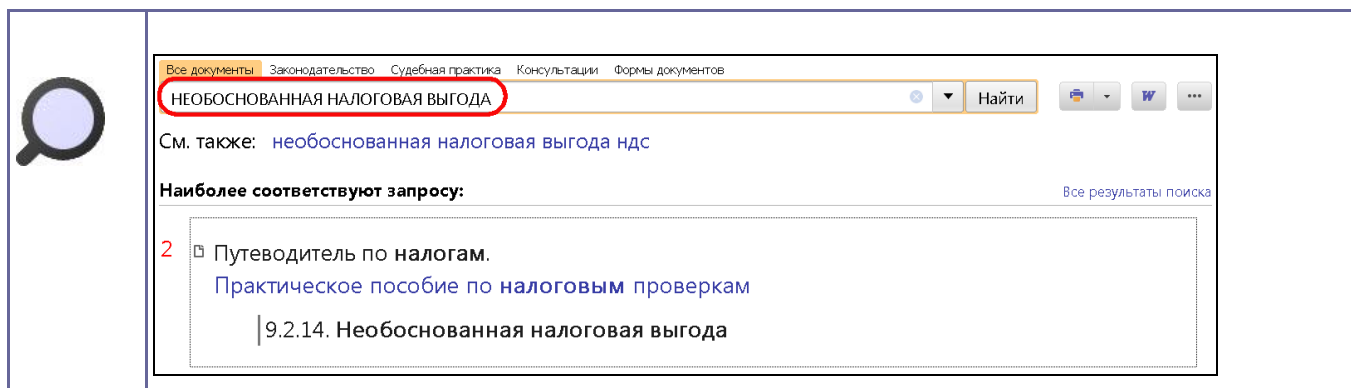 Все документы Законодательство Судебная практика Консультации Формы документов
НЕОБОСНОВАННАЯ НАЛОГОВАЯ ВЫГОДА Найти W ...
См. также: необоснованная налоговая выгода ндс
Наиболее соответствуют запросу: Все результаты поиска
2 Путеводитель по налогам.
Практическое пособие по налоговым проверкам
9.2.14. Необоснованная налоговая выгода